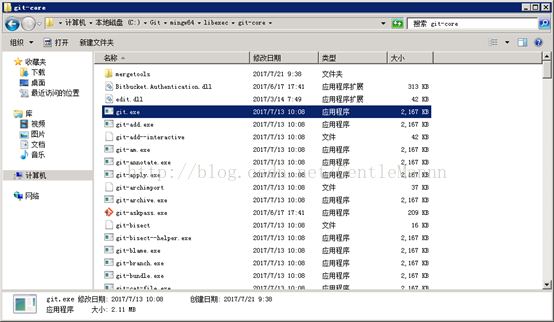 git-core
计算机 本地磁盘 (C:) Git mingw64 libexec git-core
搜索 git-core
组织 打开 新建文件夹
收藏夹
下载
桌面
最近访问的位置
库
视频
图片
文档
音乐
计算机
网络
名称 修改日期 类型 大小
mergetools 2017/7/21 9:38 文件夹
Bitbucket.Authentication.dll 2017/6/17 17:41 应用程序扩展 313 KB
edit.dll 2017/3/14 7:49 应用程序扩展 42 KB
git.exe 2017/7/13 10:08 应用程序 2,167 KB
git-add.exe 2017/7/13 10:08 应用程序 2,167 KB
git-add--interactive 2017/7/13 10:08 文件 42 KB
git-am.exe 2017/7/13 10:08 应用程序 2,167 KB
git-annotate.exe 2017/7/13 10:08 应用程序 2,167 KB
git-apply.exe 2017/7/13 10:08 应用程序 2,167 KB
git-archimport 2017/7/13 10:08 文件 37 KB
git-archive.exe 2017/7/13 10:08 应用程序 2,167 KB
git-askpass.exe 2017/6/17 17:41 应用程序 209 KB
git-bisect 2017/7/13 10:08 文件 16 KB
git-bisect--helper.exe 2017/7/13 10:08 应用程序 2,167 KB
git-blame.exe 2017/7/13 10:08 应用程序 2,167 KB
git-branch.exe 2017/7/13 10:08 应用程序 2,167 KB
git-bundle.exe 2017/7/13 10:08 应用程序 2,167 KB
git-cat-file.exe 2017/7/13 10:08 应用程序 2,167 KB
git.exe 修改日期: 2017/7/13 10:08 创建日期: 2017/7/21 9:38
应用程序 大小: 2.11 MB